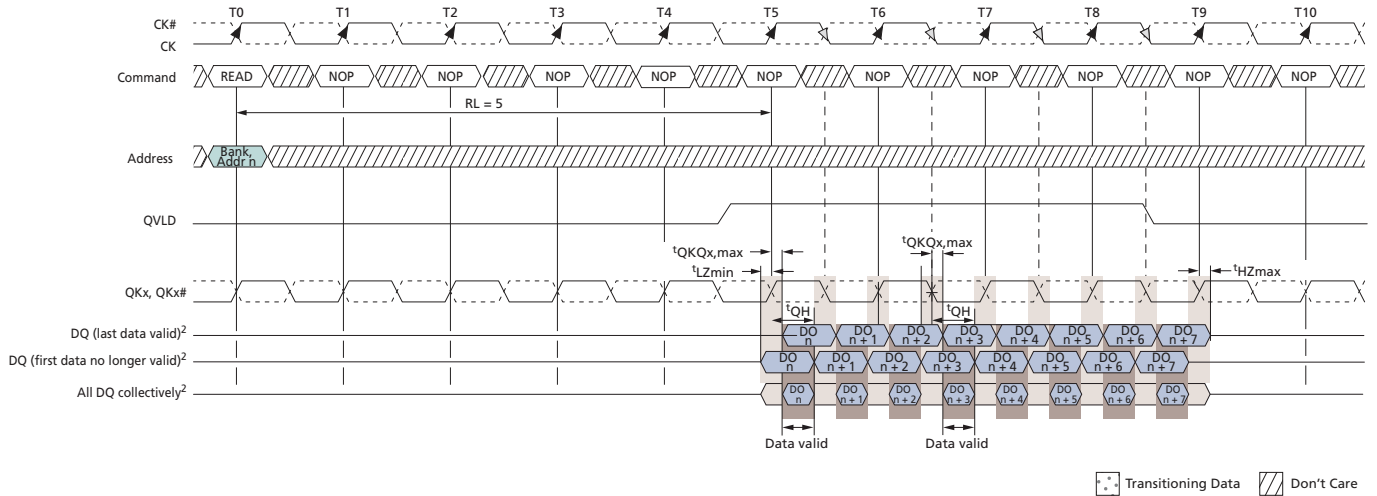 T0 T1 T2 T3 T4 T5 T6 T7 T8 T9 T10
CK#
CK
Command READ NOP NOP NOP NOP NOP NOP NOP NOP NOP NOP
RL = 5
Address Bank, Addr n
QVLD
tQKQx,max tQKQx,max
tLZmin tHZmax
QKx, QKx#
tQH tQH
DQ (last data valid)2 DO n DO n + 1 DO n + 2 DO n + 3 DO n + 4 DO n + 5 DO n + 6 DO n + 7
DQ (first data no longer valid)2 DO n DO n + 1 DO n + 2 DO n + 3 DO n + 4 DO n + 5 DO n + 6 DO n + 7
All DQ collectively2 DO n DO n + 1 DO n + 2 DO n + 3 DO n + 4 DO n + 5 DO n + 6 DO n + 7
Data valid Data valid
Transitioning Data Don't Care